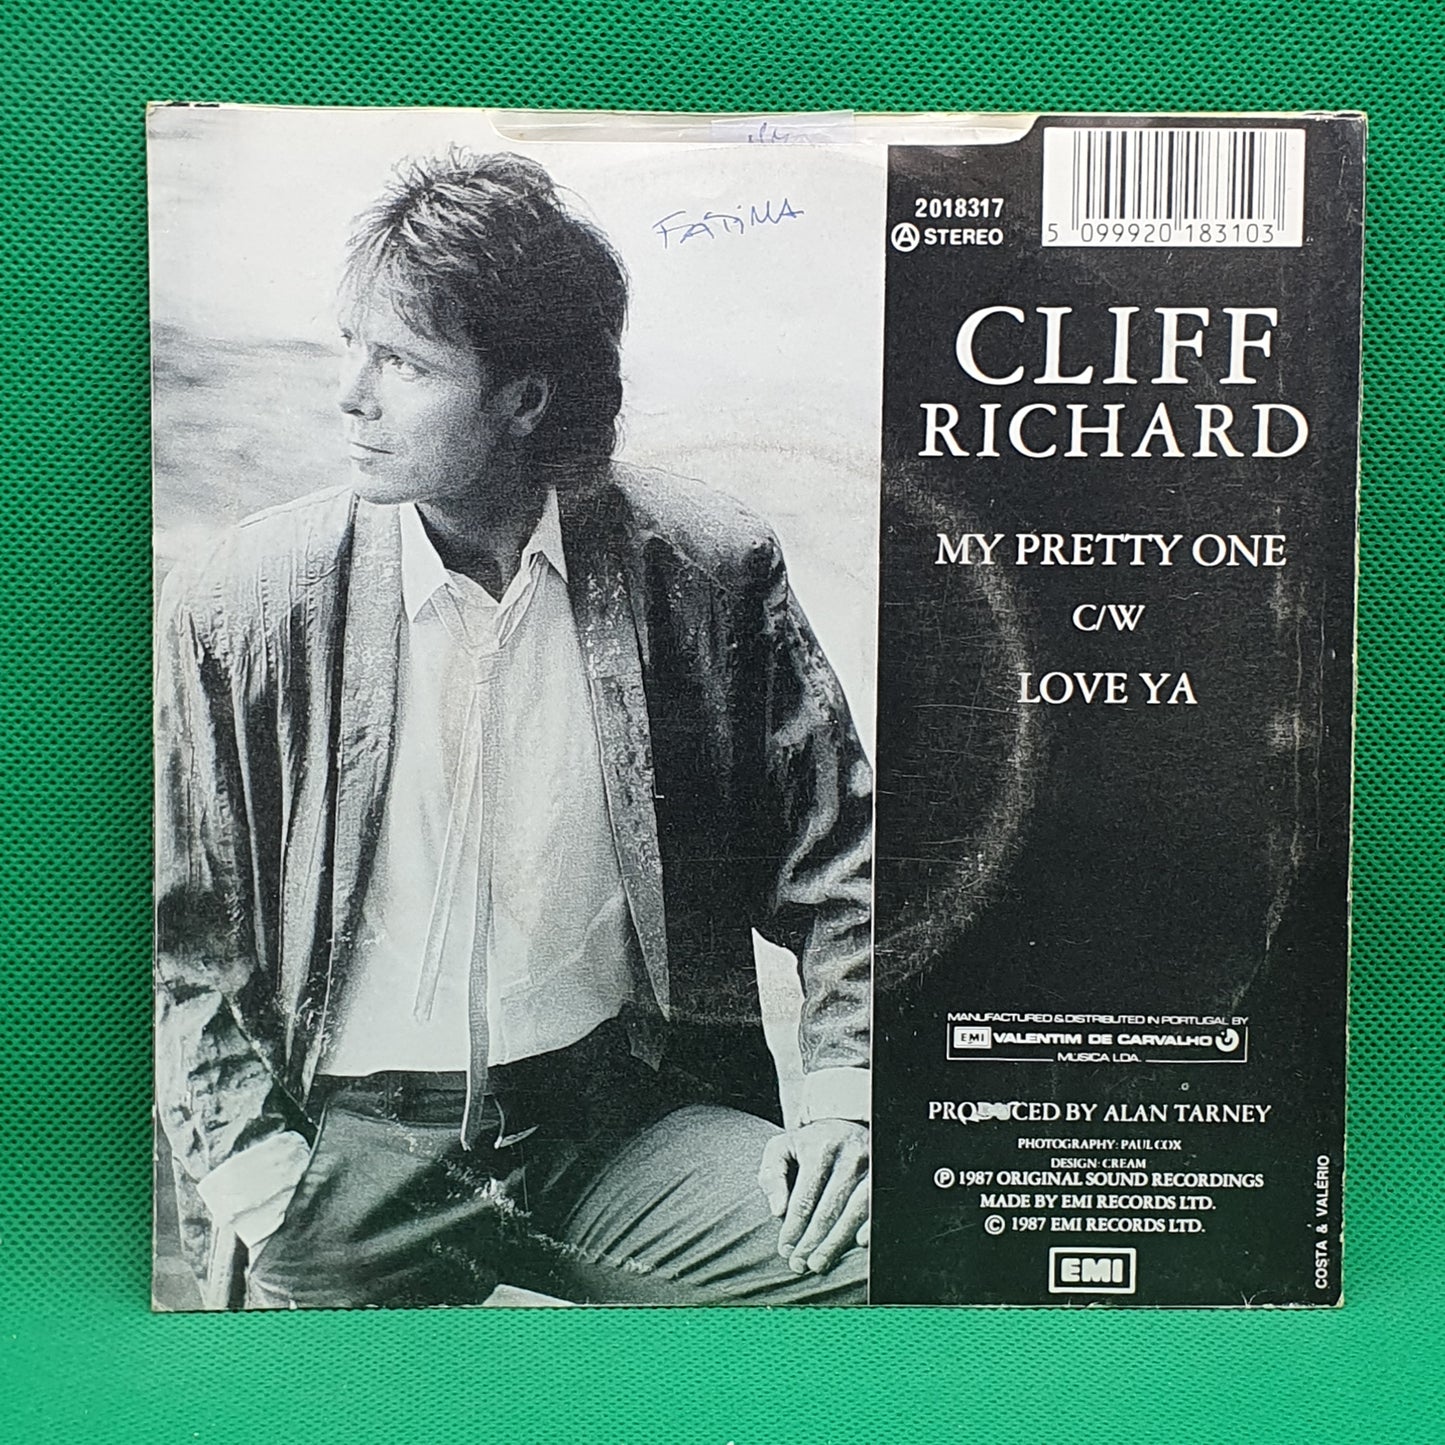 FATIMA
2018317
A STEREO
5 099920 183103
CLIFF
RICHARD
MY PRETTY ONE
C/W
LOVE YA
MANUFACTURED & DISTRIBUTED IN PORTUGAL BY
EMI VALENTIM DE CARVALHO
MÚSICA LDA.
PRODUCED BY ALAN TARNEY
PHOTOGRAPHY: PAUL COX
DESIGN: CREAM
Ⓟ 1987 ORIGINAL SOUND RECORDINGS
MADE BY EMI RECORDS LTD.
© 1987 EMI RECORDS LTD.
EMI
COSTA & VALÉRIO